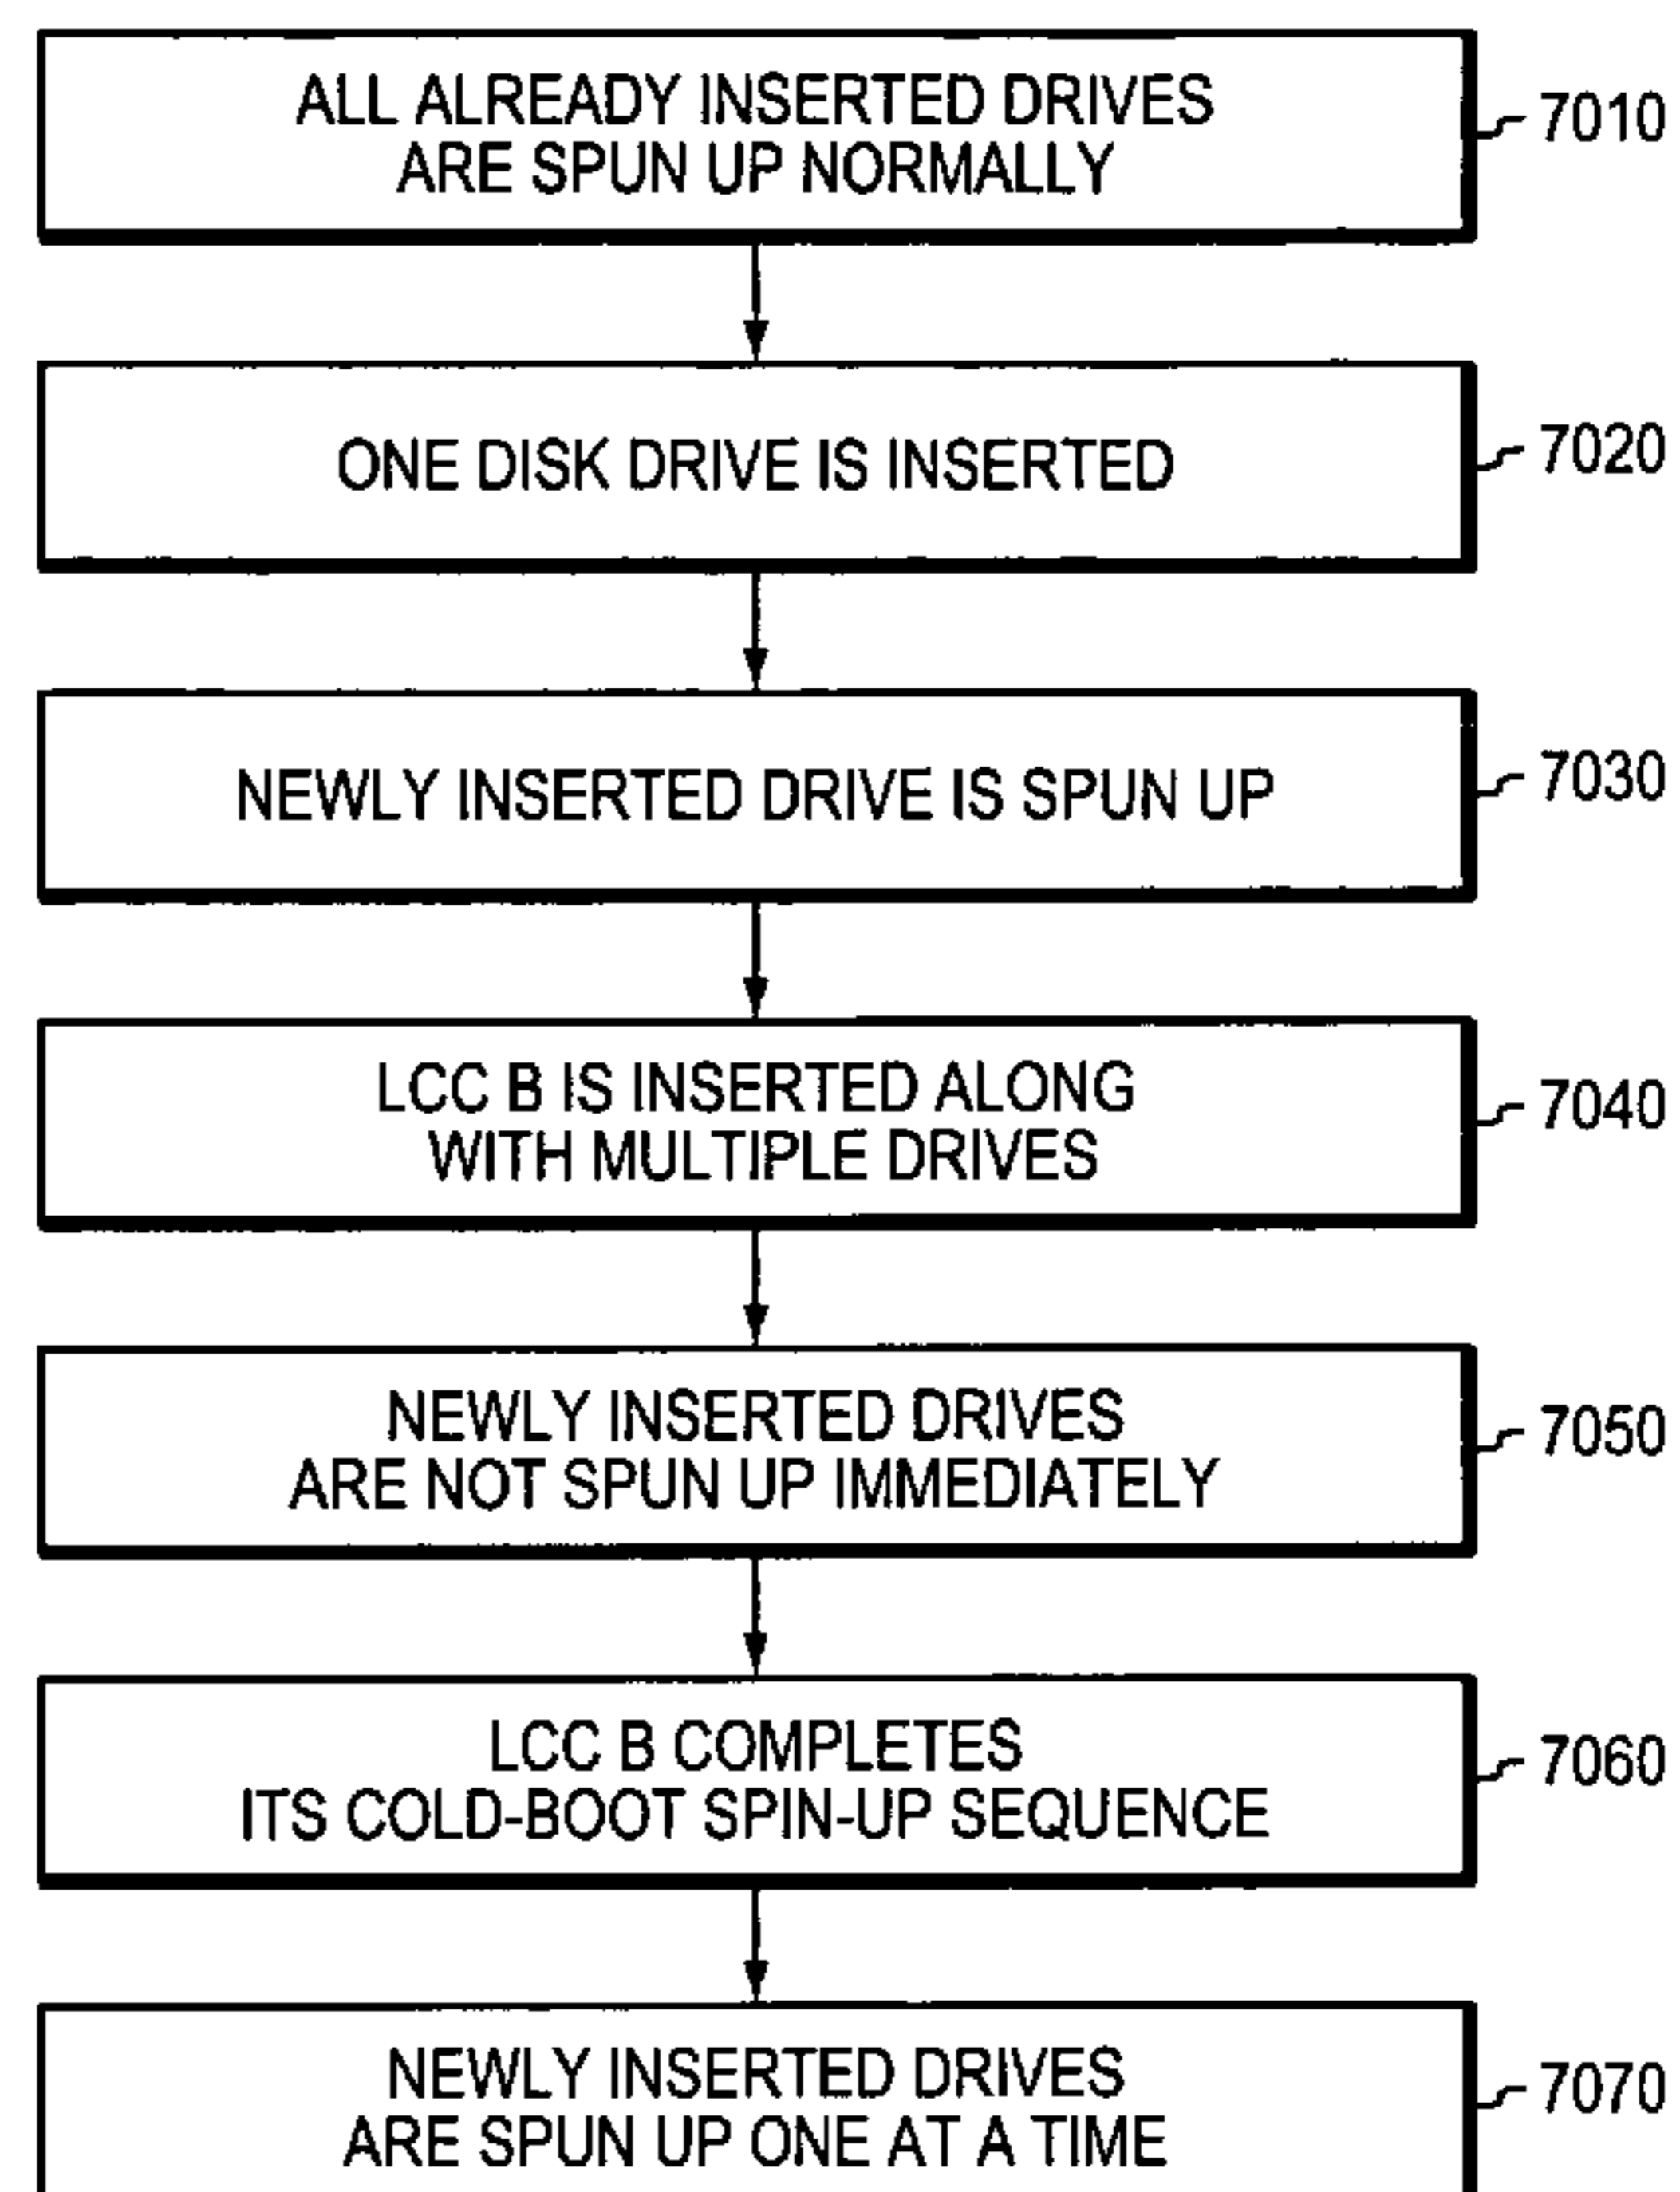 ALL ALREADY INSERTED DRIVES
ARE SPUN UP NORMALLY
7010
ONE DISK DRIVE IS INSERTED
7020
NEWLY INSERTED DRIVE IS SPUN UP
7030
LCC B IS INSERTED ALONG
WITH MULTIPLE DRIVES
7040
NEWLY INSERTED DRIVES
ARE NOT SPUN UP IMMEDIATELY
7050
LCC B COMPLETES
ITS COLD-BOOT SPIN-UP SEQUENCE
7060
NEWLY INSERTED DRIVES
ARE SPUN UP ONE AT A TIME
7070